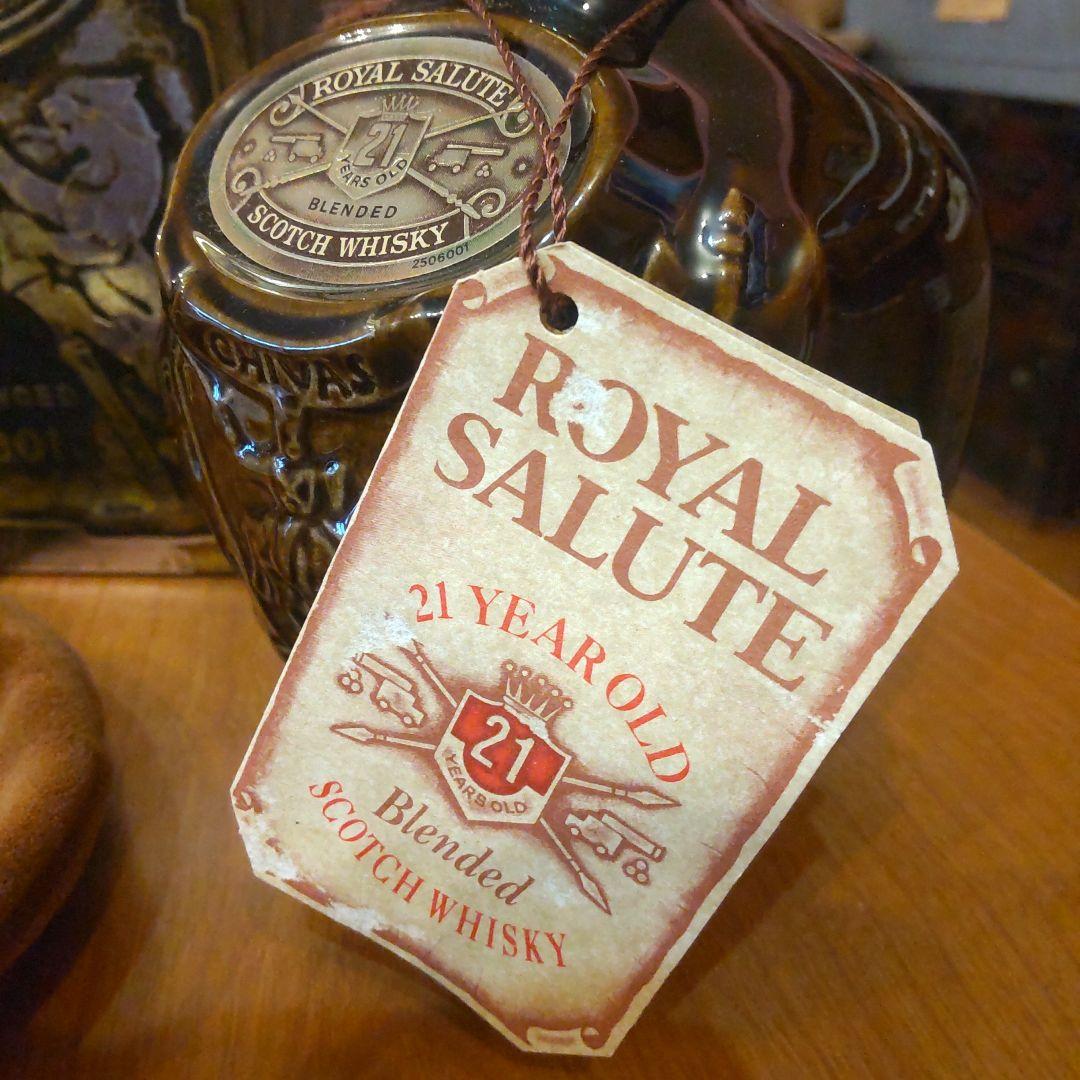 ROYAL SALUTE
21
YEARS OLD
BLENDED
SCOTCH WHISKY
2506001
CHIVAS
ROYAL
SALUTE
21 YEAR OLD
21
YEARS OLD
Blended
SCOTCH WHISKY